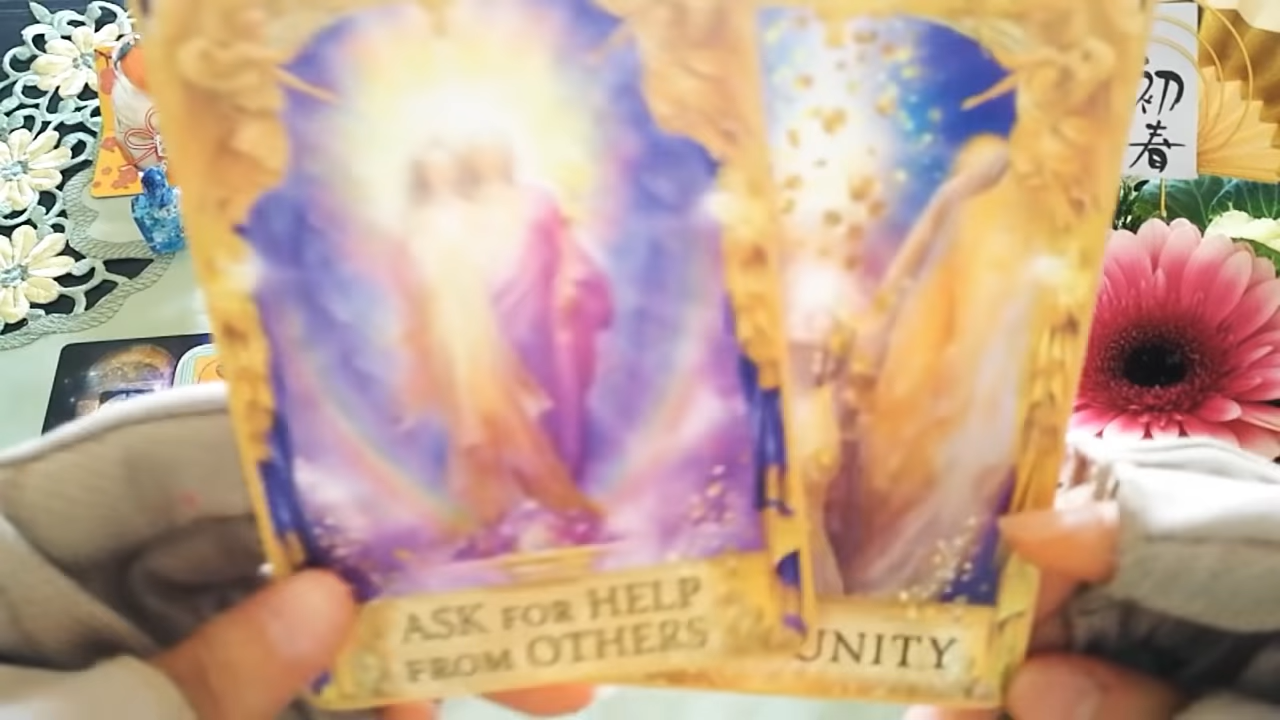 ASK FOR HELP
FROM OTHERS
UNITY
初
春